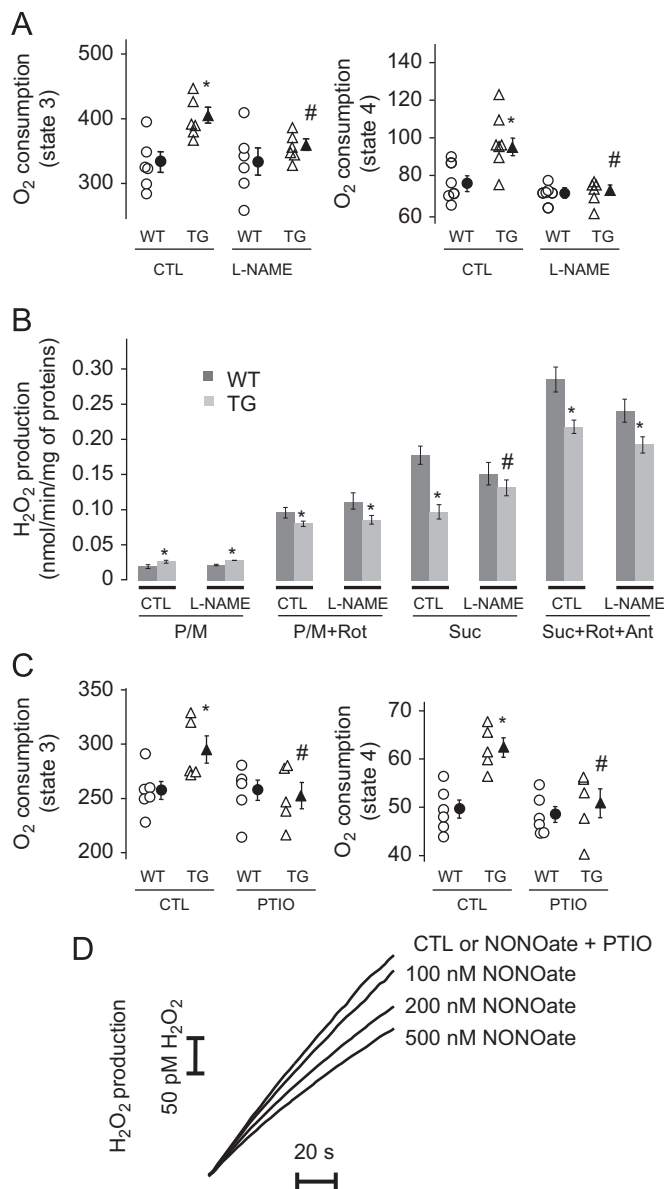 A
O₂ consumption
(state 3)
500
400
300
*
#
WT TG WT TG
CTL L-NAME
O₂ consumption
(state 4)
140
120
100
80
60
*
#
WT TG WT TG
CTL L-NAME
B
H₂O₂ production
(nmol/min/mg of proteins)
0.30
0.25
0.20
0.15
0.10
0.05
0
WT
TG
* * * * * # * *
CTL L-NAME CTL L-NAME CTL L-NAME CTL L-NAME
P/M P/M+Rot Suc Suc+Rot+Ant
C
O₂ consumption
(state 3)
350
300
250
200
*
#
WT TG WT TG
CTL PTIO
O₂ consumption
(state 4)
70
60
50
40
*
#
WT TG WT TG
CTL PTIO
D
H₂O₂ production
50 pM H₂O₂
CTL or NONOate + PTIO
100 nM NONOate
200 nM NONOate
500 nM NONOate
20 s